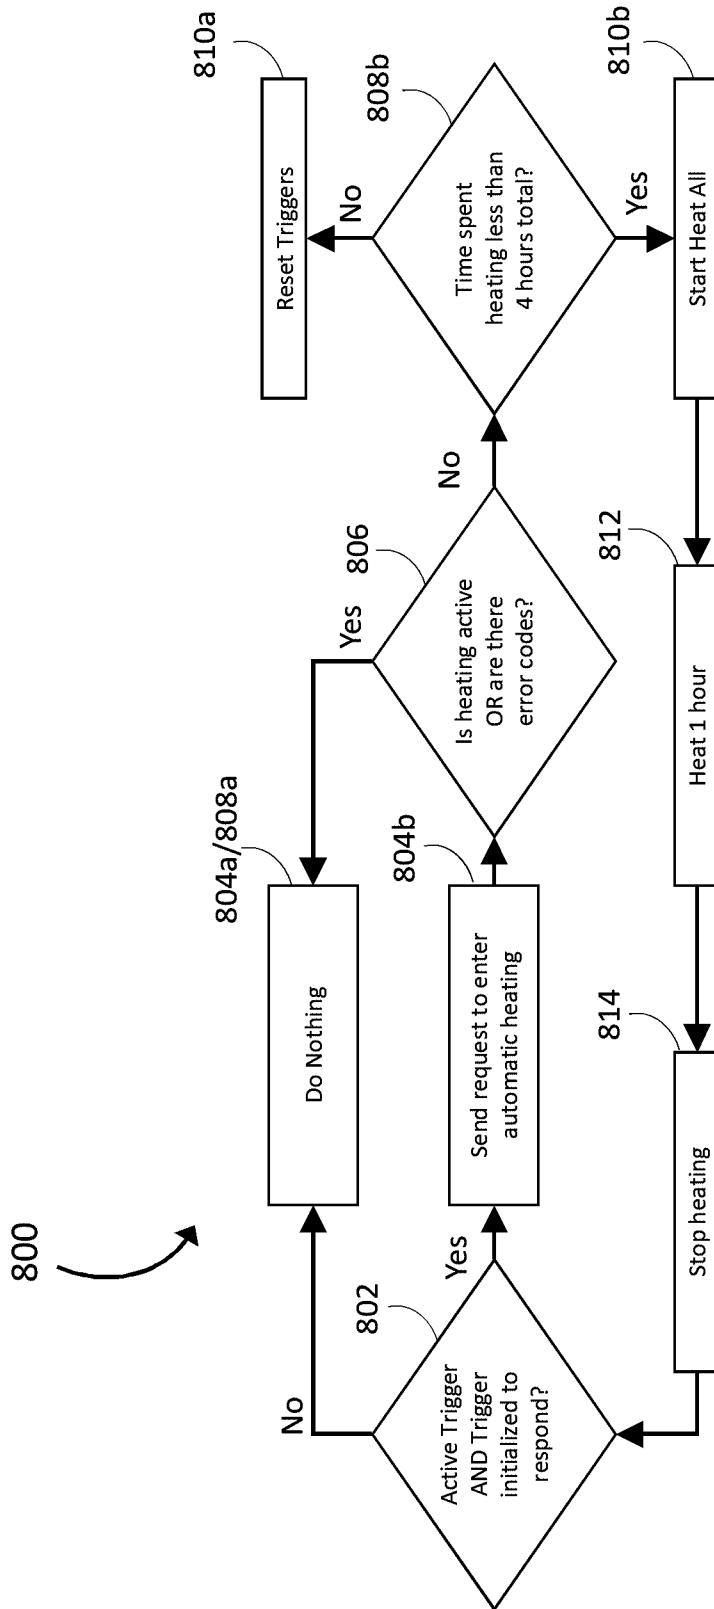 800
802
Active Trigger
AND Trigger
initialized to
respond?
No
Yes
804a/808a
Do Nothing
804b
Send request to enter
automatic heating
806
Is heating active
OR are there
error codes?
Yes
No
808b
Time spent
heating less than
4 hours total?
No
Yes
810a
Reset Triggers
810b
Start Heat All
812
Heat 1 hour
814
Stop heating